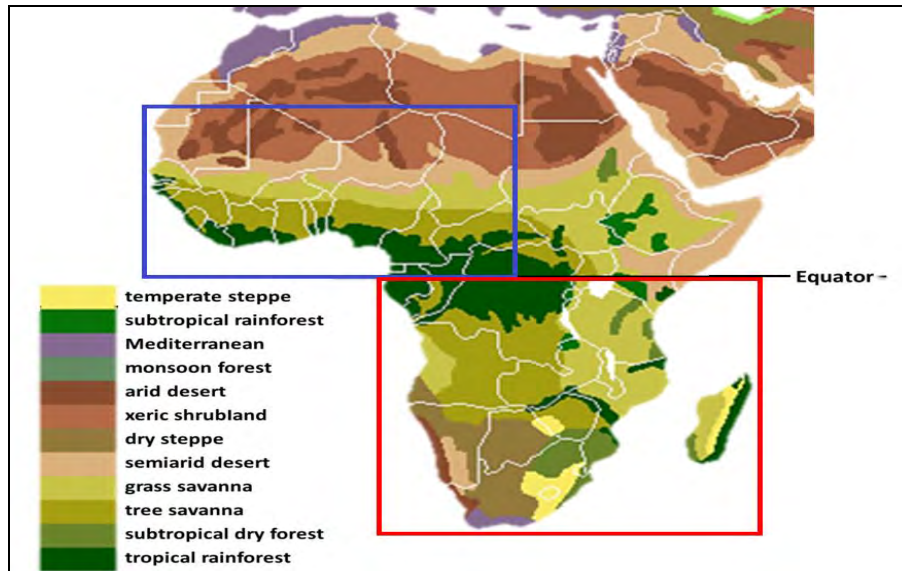 Equator -
temperate steppe
subtropical rainforest
Mediterranean
monsoon forest
arid desert
xeric shrubland
dry steppe
semiarid desert
grass savanna
tree savanna
subtropical dry forest
tropical rainforest